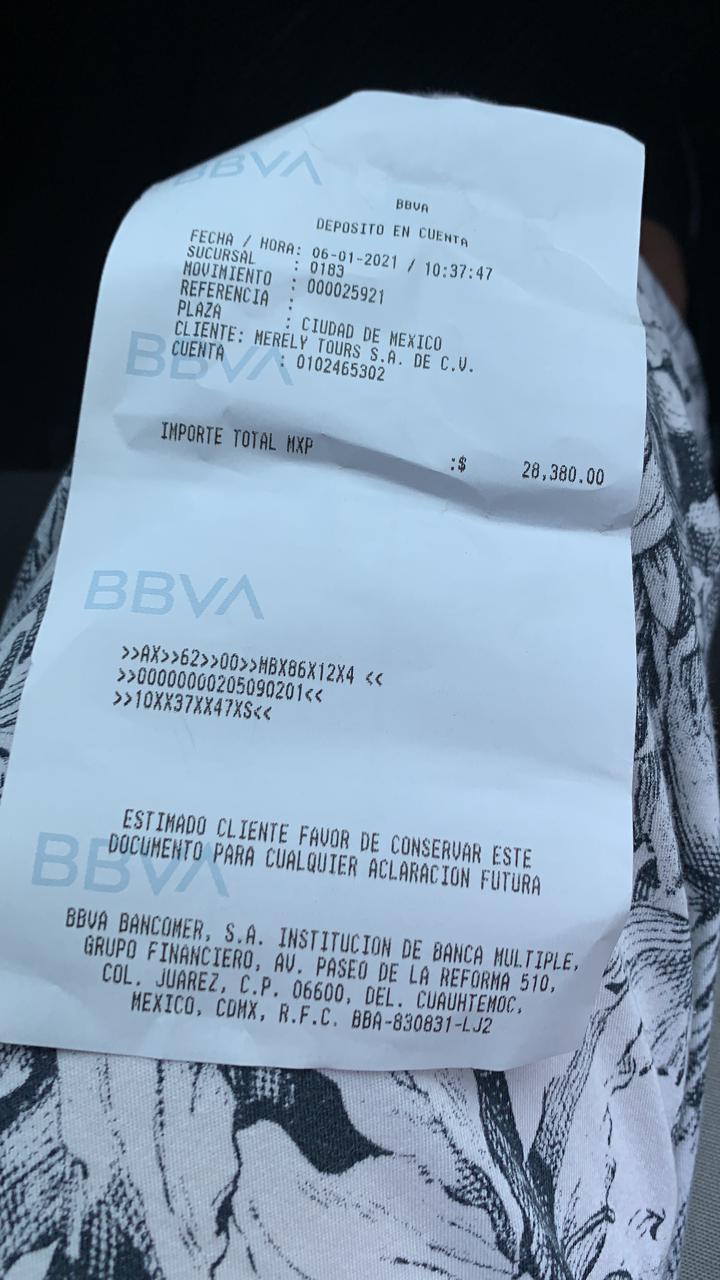 BBVA
BBVA
DEPOSITO EN CUENTA
FECHA / HORA: 06-01-2021 / 10:37:47
SUCURSAL : 0183
MOVIMIENTO : 000025921
REFERENCIA :
PLAZA : CIUDAD DE MEXICO
CLIENTE: MERELY TOURS S.A. DE C.V.
CUENTA : 0102465302
BBVA
IMPORTE TOTAL MXP :$ 28,380.00
BBVA
>>AX>>62>>00>>MBX86X12X4 <<
>>00000000205090201<<
>>10XX37XX47XS<<
ESTIMADO CLIENTE FAVOR DE CONSERVAR ESTE
DOCUMENTO PARA CUALQUIER ACLARACION FUTURA
BBVA
BBVA BANCOMER, S.A. INSTITUCION DE BANCA MULTIPLE,
GRUPO FINANCIERO, AV. PASEO DE LA REFORMA 510,
COL. JUAREZ, C.P. 06600, DEL. CUAUHTEMOC,
MEXICO, CDMX, R.F.C. BBA-830831-LJ2